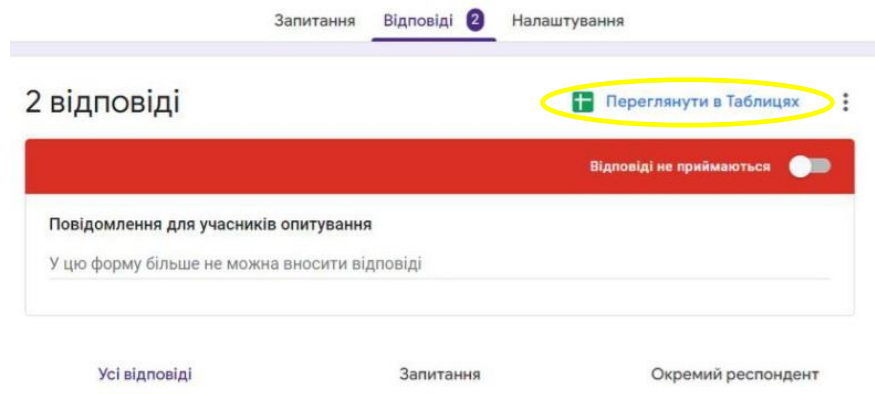 Запитання Відповіді 2 Налаштування
2 відповіді Переглянути в Таблицях
Відповіді не приймаються
Повідомлення для учасників опитування
У цю форму більше не можна вносити відповіді
Усі відповіді Запитання Окремий респондент